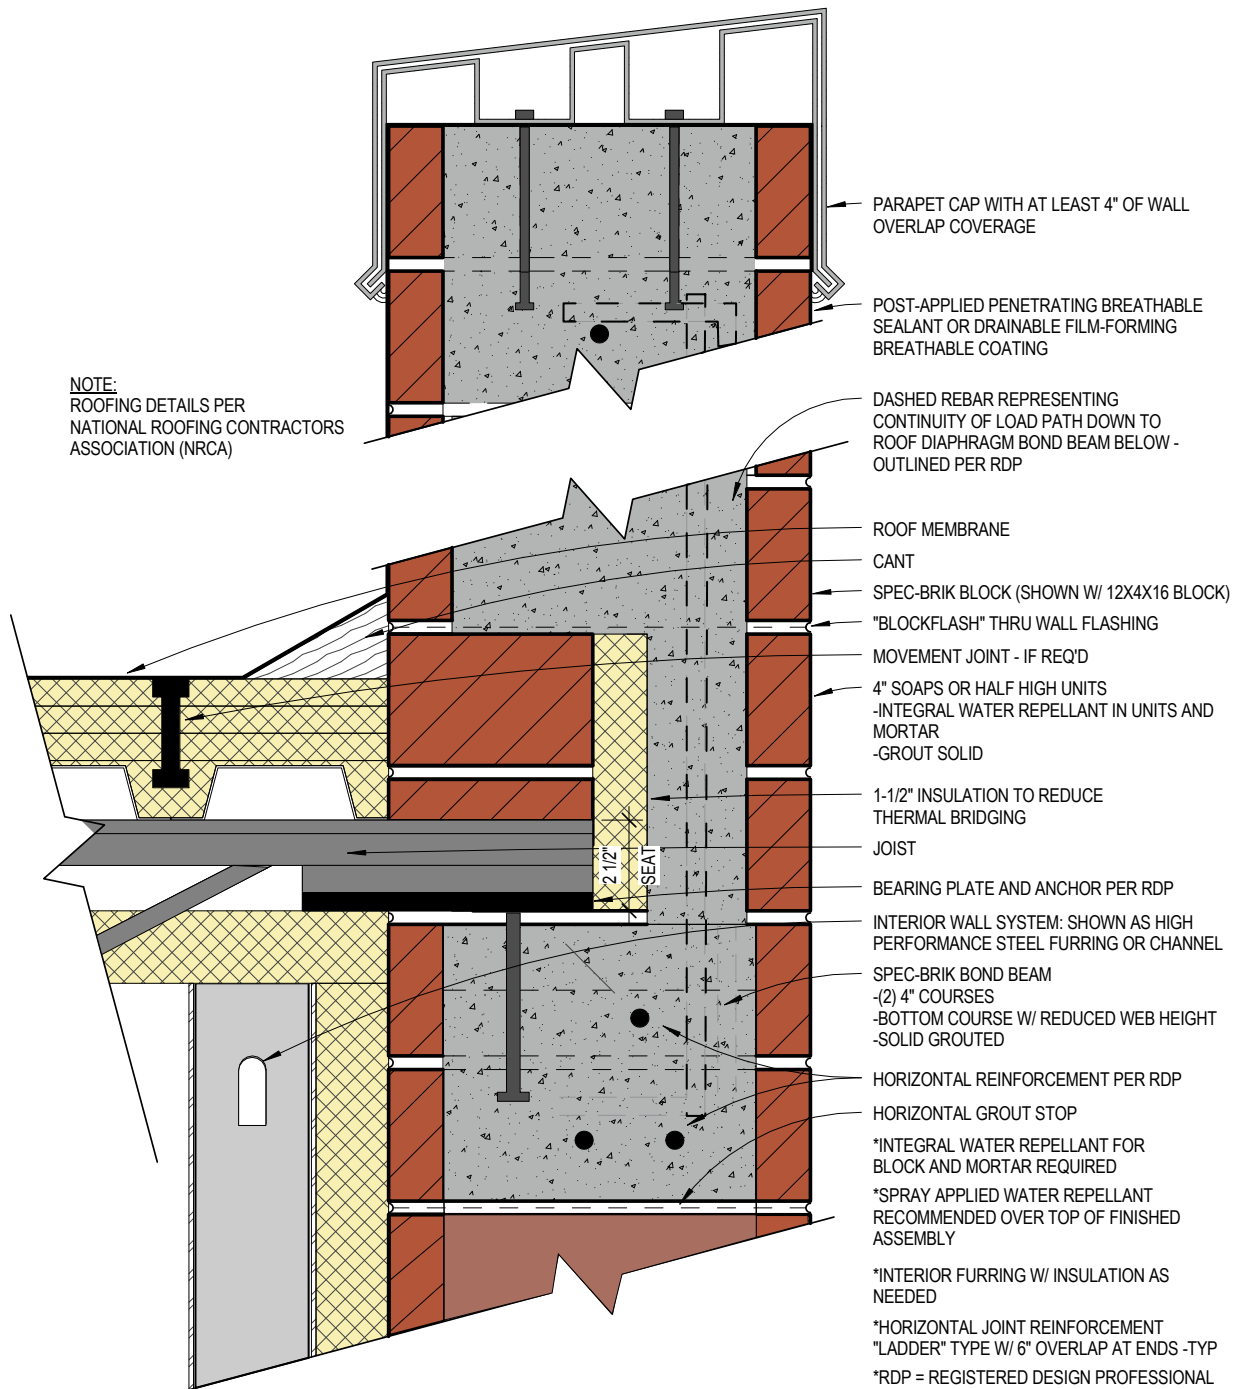 PARAPET CAP WITH AT LEAST 4" OF WALL
OVERLAP COVERAGE
POST-APPLIED PENETRATING BREATHABLE
SEALANT OR DRAINABLE FILM-FORMING
BREATHABLE COATING
NOTE:
ROOFING DETAILS PER
NATIONAL ROOFING CONTRACTORS
ASSOCIATION (NRCA)
DASHED REBAR REPRESENTING
CONTINUITY OF LOAD PATH DOWN TO
ROOF DIAPHRAGM BOND BEAM BELOW -
OUTLINED PER RDP
ROOF MEMBRANE
CANT
SPEC-BRIK BLOCK (SHOWN W/ 12X4X16 BLOCK)
"BLOCKFLASH" THRU WALL FLASHING
MOVEMENT JOINT - IF REQ'D
4" SOAPS OR HALF HIGH UNITS
-INTEGRAL WATER REPELLANT IN UNITS AND
MORTAR
-GROUT SOLID
1-1/2" INSULATION TO REDUCE
THERMAL BRIDGING
JOIST
2 1/2"
SEAT
BEARING PLATE AND ANCHOR PER RDP
INTERIOR WALL SYSTEM: SHOWN AS HIGH
PERFORMANCE STEEL FURRING OR CHANNEL
SPEC-BRIK BOND BEAM
-(2) 4" COURSES
-BOTTOM COURSE W/ REDUCED WEB HEIGHT
-SOLID GROUTED
HORIZONTAL REINFORCEMENT PER RDP
HORIZONTAL GROUT STOP
*INTEGRAL WATER REPELLANT FOR
BLOCK AND MORTAR REQUIRED
*SPRAY APPLIED WATER REPELLANT
RECOMMENDED OVER TOP OF FINISHED
ASSEMBLY
*INTERIOR FURRING W/ INSULATION AS
NEEDED
*HORIZONTAL JOINT REINFORCEMENT
"LADDER" TYPE W/ 6" OVERLAP AT ENDS -TYP
*RDP = REGISTERED DESIGN PROFESSIONAL